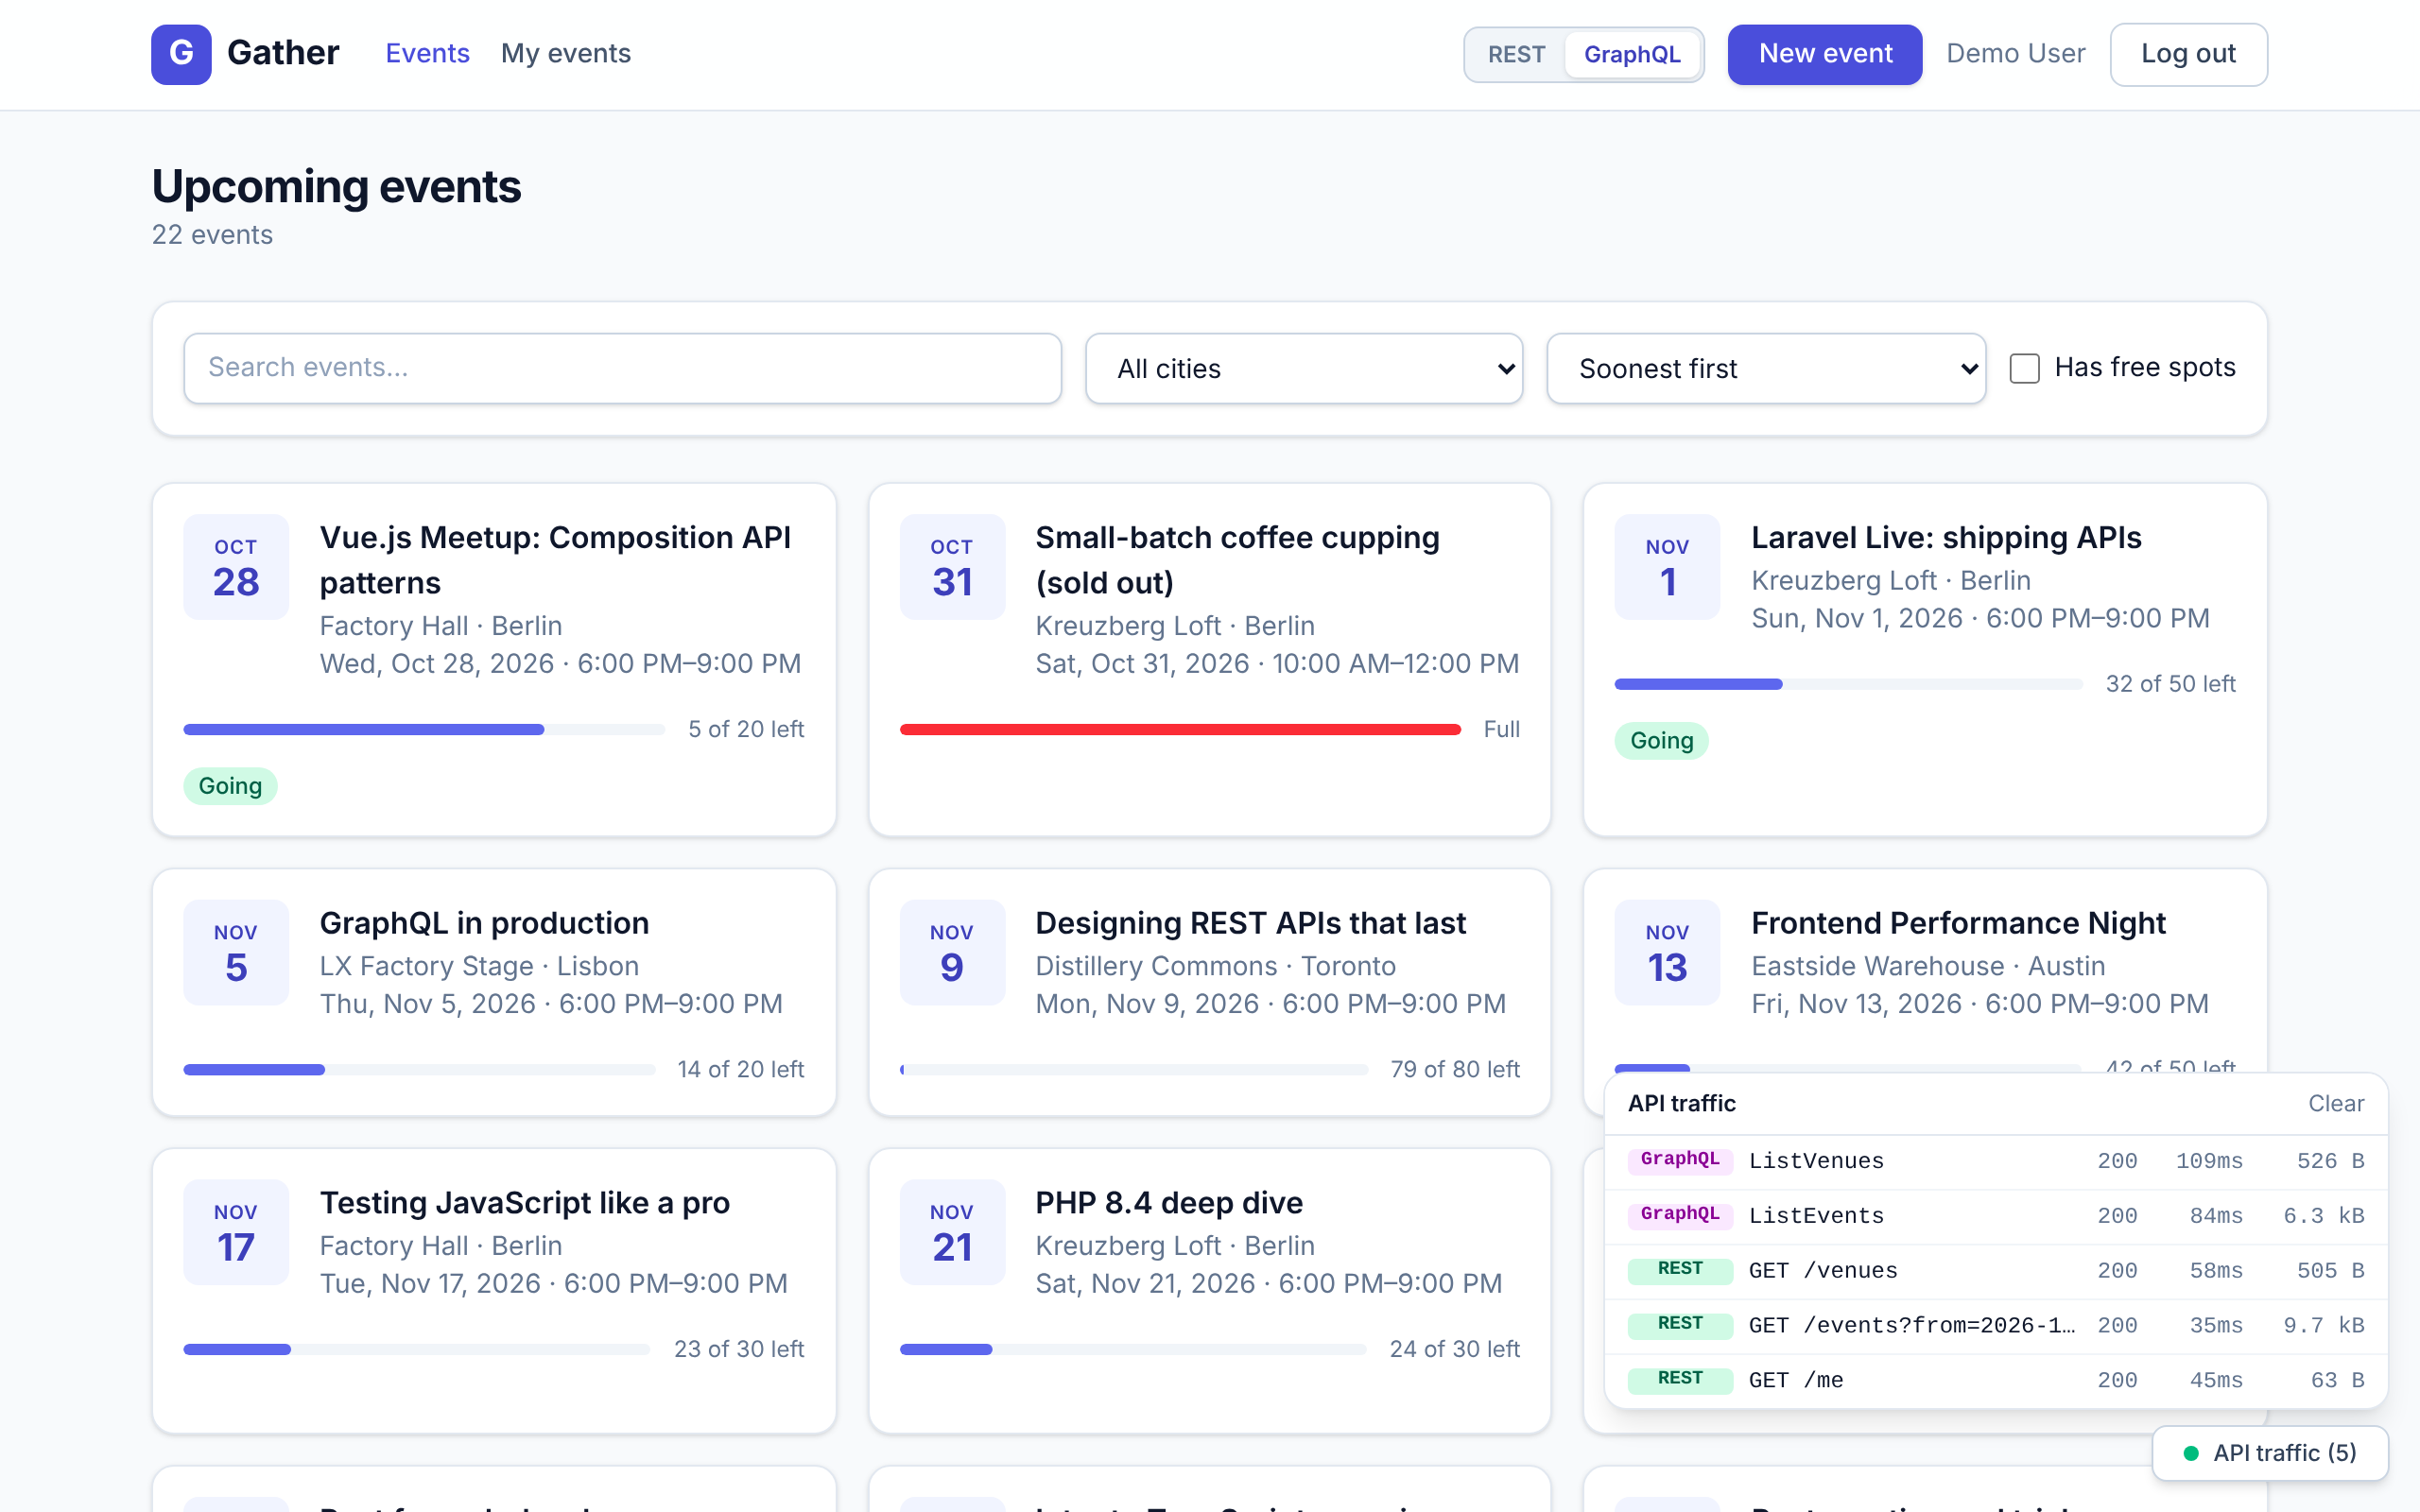 G Gather Events My events REST GraphQL New event Demo User Log out
Upcoming events
22 events
Search events... All cities Soonest first Has free spots
OCT
28
Vue.js Meetup: Composition API
patterns
Factory Hall · Berlin
Wed, Oct 28, 2026 · 6:00 PM–9:00 PM
5 of 20 left
Going
OCT
31
Small-batch coffee cupping
(sold out)
Kreuzberg Loft · Berlin
Sat, Oct 31, 2026 · 10:00 AM–12:00 PM
Full
NOV
1
Laravel Live: shipping APIs
Kreuzberg Loft · Berlin
Sun, Nov 1, 2026 · 6:00 PM–9:00 PM
32 of 50 left
Going
NOV
5
GraphQL in production
LX Factory Stage · Lisbon
Thu, Nov 5, 2026 · 6:00 PM–9:00 PM
14 of 20 left
NOV
9
Designing REST APIs that last
Distillery Commons · Toronto
Mon, Nov 9, 2026 · 6:00 PM–9:00 PM
79 of 80 left
NOV
13
Frontend Performance Night
Eastside Warehouse · Austin
Fri, Nov 13, 2026 · 6:00 PM–9:00 PM
42 of 50 left
NOV
17
Testing JavaScript like a pro
Factory Hall · Berlin
Tue, Nov 17, 2026 · 6:00 PM–9:00 PM
23 of 30 left
NOV
21
PHP 8.4 deep dive
Kreuzberg Loft · Berlin
Sat, Nov 21, 2026 · 6:00 PM–9:00 PM
24 of 30 left
API traffic Clear
GraphQL ListVenues 200 109ms 526 B
GraphQL ListEvents 200 84ms 6.3 kB
REST GET /venues 200 58ms 505 B
REST GET /events?from=2026-1… 200 35ms 9.7 kB
REST GET /me 200 45ms 63 B
API traffic (5)